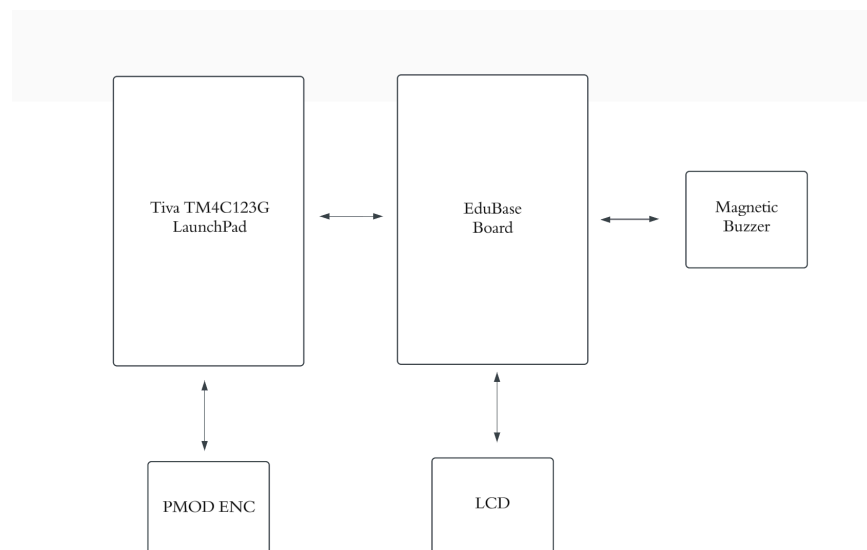 Tiva TM4C123G
LaunchPad
EduBase
Board
Magnetic
Buzzer
PMOD ENC
LCD